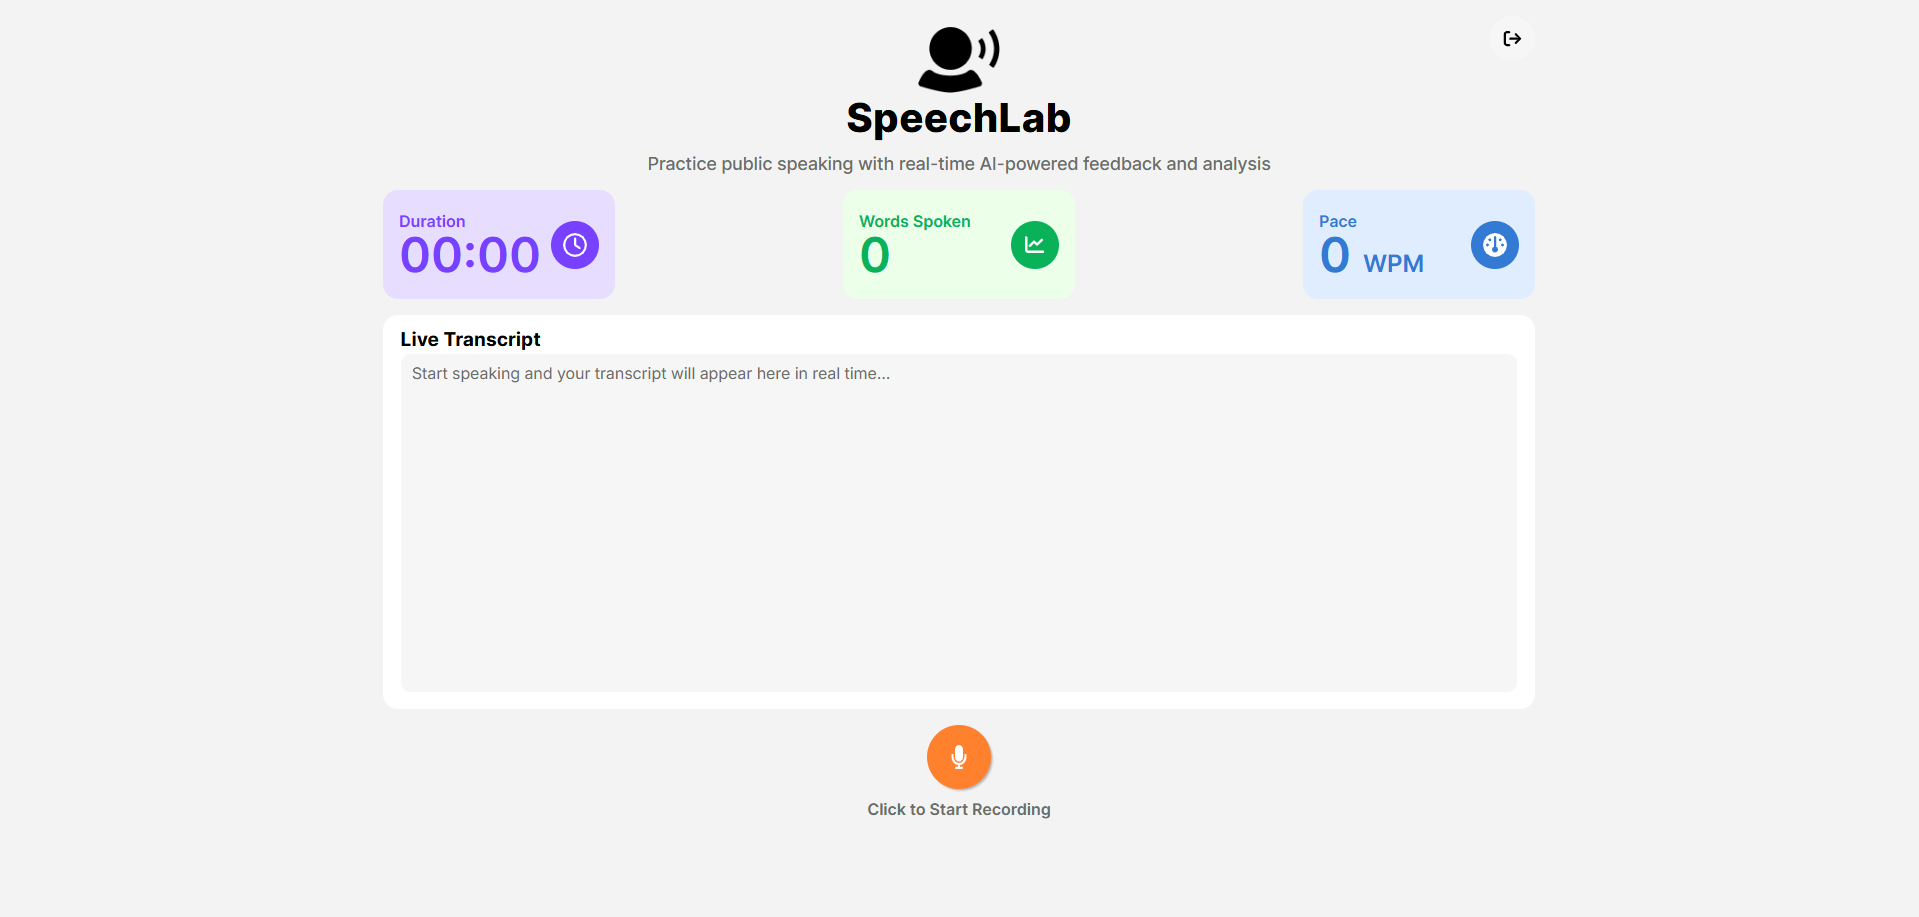 SpeechLab
Practice public speaking with real-time AI-powered feedback and analysis
Duration
00:00
Words Spoken
0
Pace
0 WPM
Live Transcript
Start speaking and your transcript will appear here in real time...
Click to Start Recording